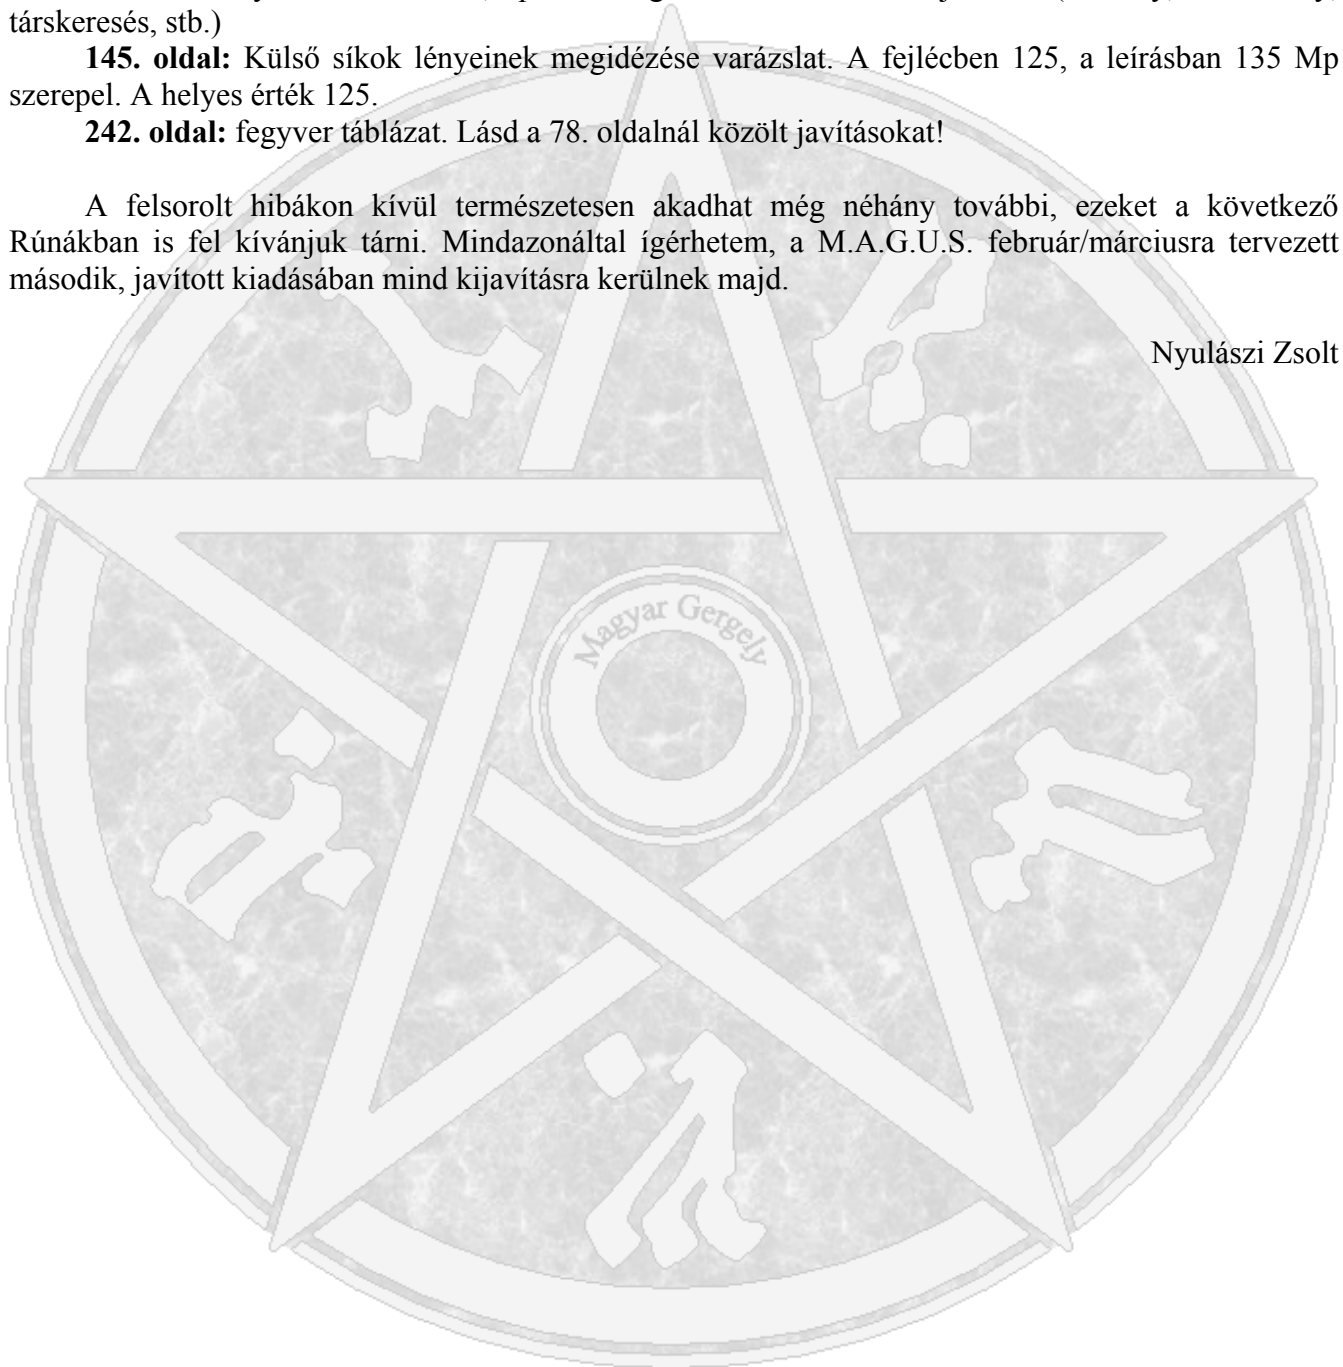 társkeresés, stb.)
145. oldal: Külső síkok lényeinek megidézése varázslat. A fejlécben 125, a leírásban 135 Mp
szerepel. A helyes érték 125.
242. oldal: fegyver táblázat. Lásd a 78. oldalnál közölt javításokat!
A felsorolt hibákon kívül természetesen akadhat még néhány további, ezeket a következő
Rúnákban is fel kívánjuk tárni. Mindazonáltal ígérhetem, a M.A.G.U.S. február/márciusra tervezett
második, javított kiadásában mind kijavításra kerülnek majd.
Nyulászi Zsolt
Magyar Gergely